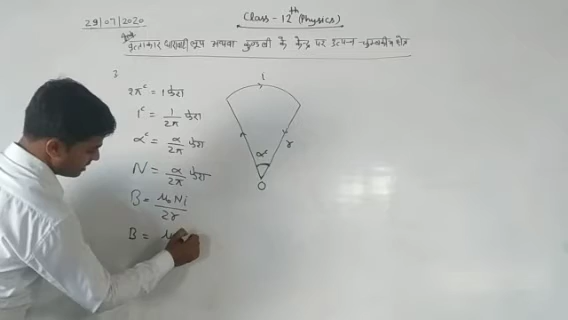 29/07/2020
Class - 12th (Physics)
वृत्ताकार धारावाही लूप अथवा कुण्डली के केन्द्र पर उत्पन्न चुम्बकीय क्षेत्र
2π^c = 1 फेरा
1^c = 1/2π फेरा
α^c = α/2π फेरा
N = α/2π फेरा
B = μ₀Ni/2r
B = μ₀
i
r
α^c
O